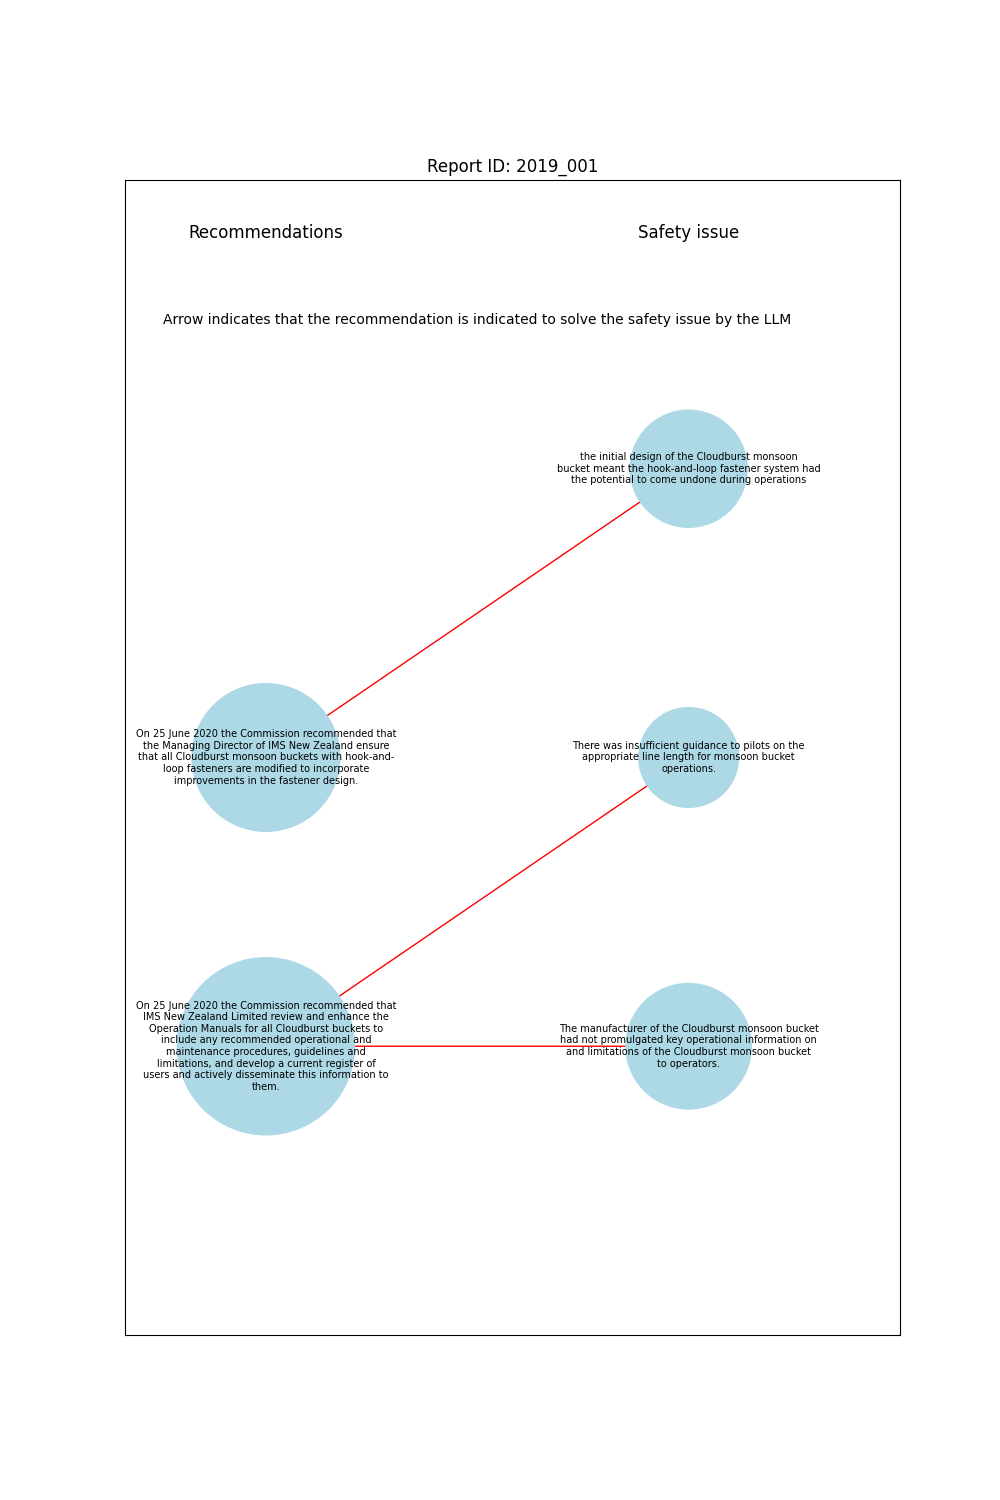 Report ID: 2019_001
Recommendations
Safety issue
Arrow indicates that the recommendation is indicated to solve the safety issue by the LLM
the initial design of the Cloudburst monsoon
bucket meant the hook-and-loop fastener system had
the potential to come undone during operations
On 25 June 2020 the Commission recommended that
the Managing Director of IMS New Zealand ensure
that all Cloudburst monsoon buckets with hook-and-
loop fasteners are modified to incorporate
improvements in the fastener design.
There was insufficient guidance to pilots on the
appropriate line length for monsoon bucket
operations.
On 25 June 2020 the Commission recommended that
IMS New Zealand Limited review and enhance the
Operation Manuals for all Cloudburst buckets to
include any recommended operational and
maintenance procedures, guidelines and
limitations, and develop a current register of
users and actively disseminate this information to
them.
The manufacturer of the Cloudburst monsoon bucket
had not promulgated key operational information on
and limitations of the Cloudburst monsoon bucket
to operators.